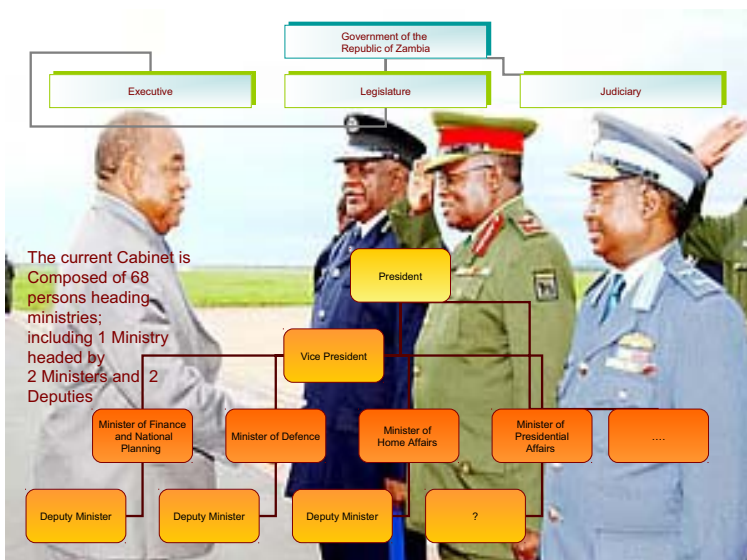 Government of the
Republic of Zambia
Executive
Legislature
Judiciary
The current Cabinet is
Composed of 68
persons heading
ministries;
including 1 Ministry
headed by
2 Ministers and 2
Deputies
President
Vice President
Minister of Finance
and National
Planning
Minister of Defence
Minister of
Home Affairs
Minister of
Presidential
Affairs
....
Deputy Minister
Deputy Minister
Deputy Minister
?